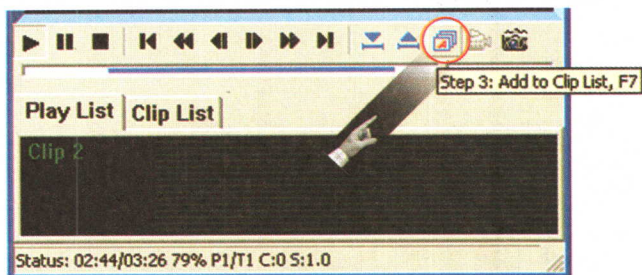 Step 3: Add to Clip List, F7
Play List
Clip List
Clip 2
Status: 02:44/03:26 79% P1/T1 C:0 S:1.0